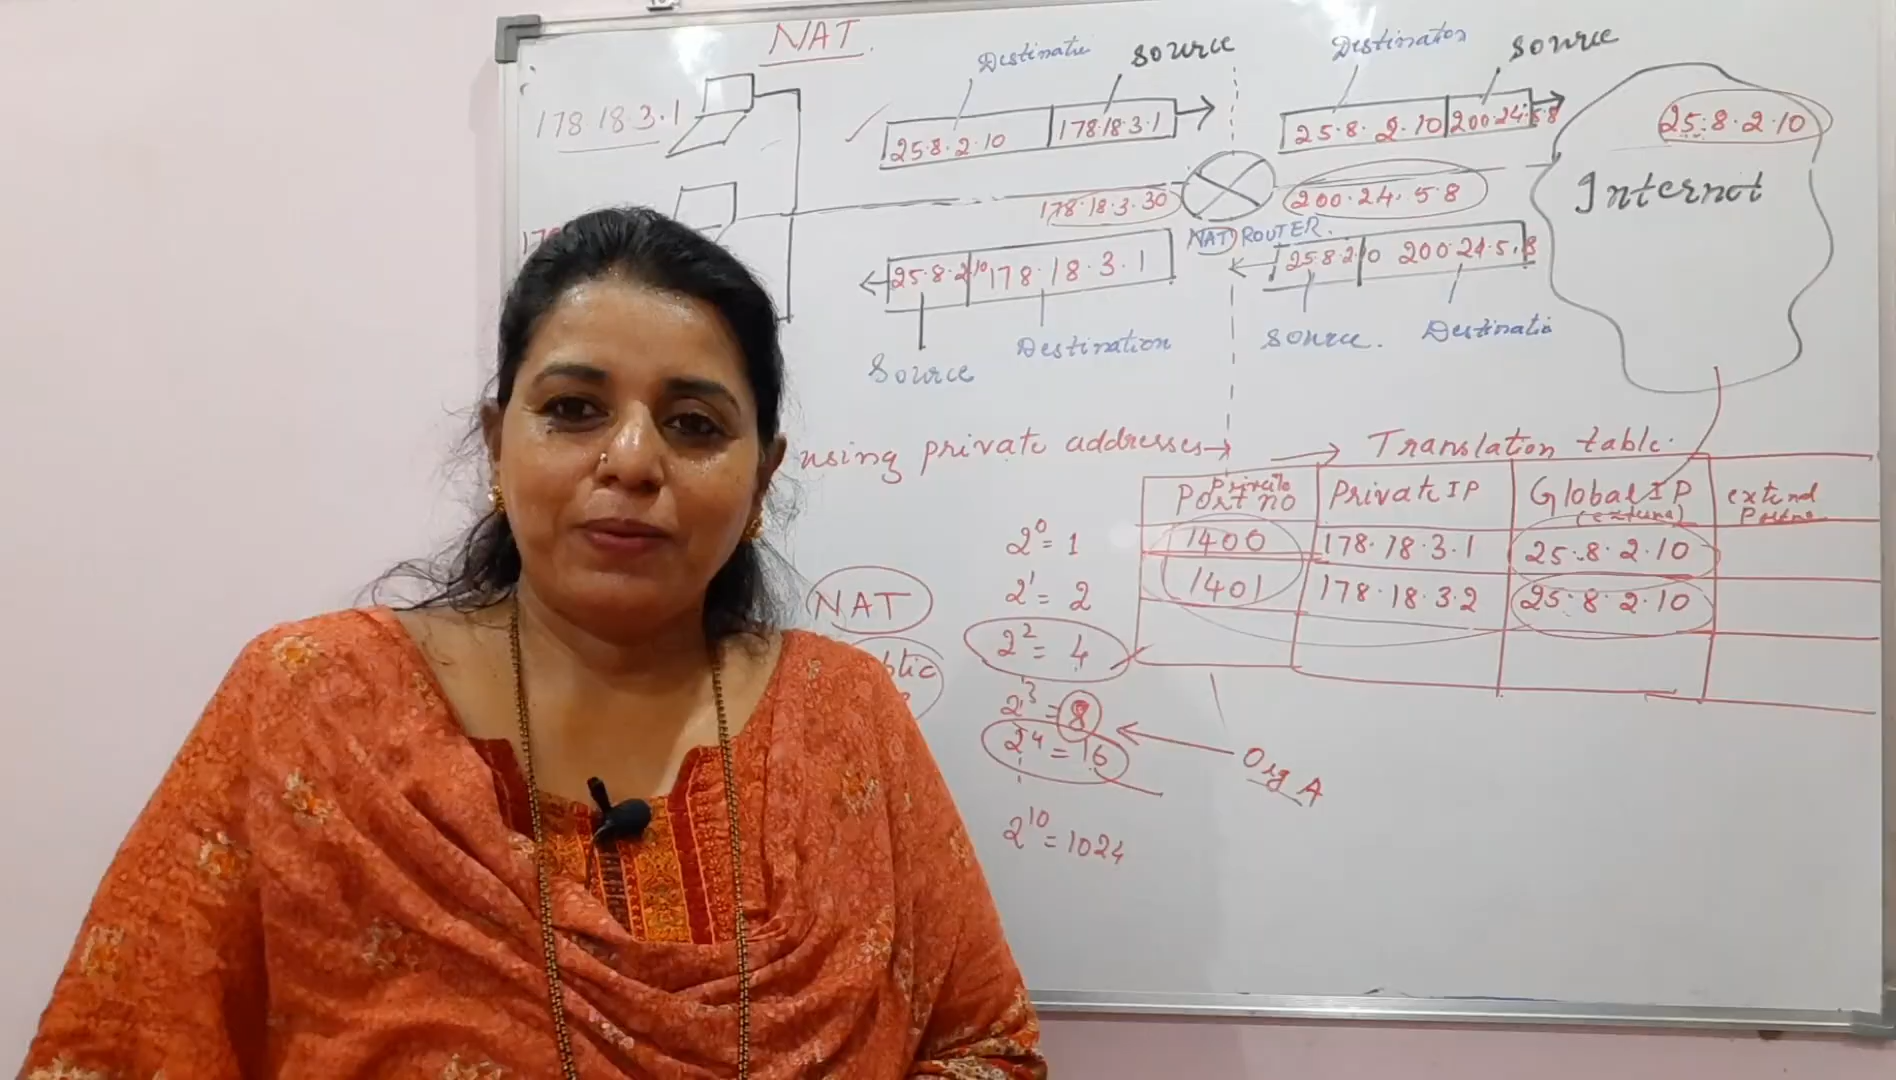 NAT.
Destinatii source
Destination source
178 18.3.1
25.8.2.10 178.18.3.1
25.8.2.10 200.24.58
25.8.2.10
Internet
178.18.3.30
200.24.5.8
NAT ROUTER.
25.8.2.10 178.18.3.1
25.8.2.10 200.24.5.8
Source Destination
Source. Destinatio
using private addresses
Translation table.
Private
Port no Private IP Global IP extend
(externa) Portno
1400 178.18.3.1 25.8.2.10
1401 178.18.3.2 25.8.2.10
2⁰ = 1
2¹ = 2
2² = 4
2³ = 8
2⁴ = 16
2¹⁰ = 1024
NAT
Org A